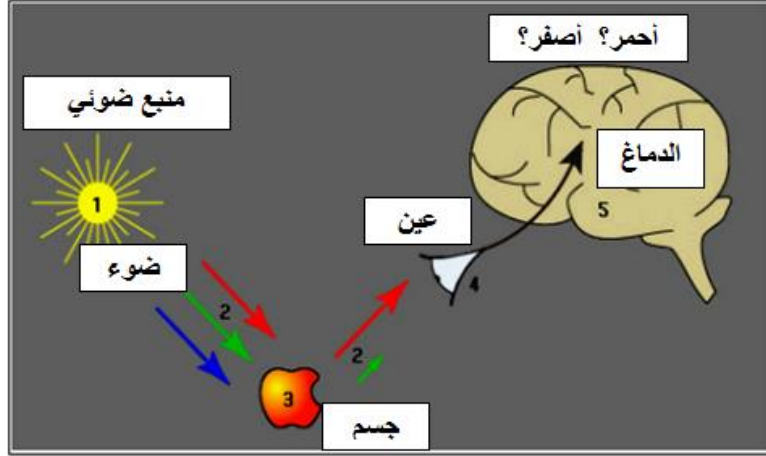 أحمر؟ أصفر؟
منبع ضوئي
الدماغ
1
5
عين
ضوء
4
2
2
3
جسم